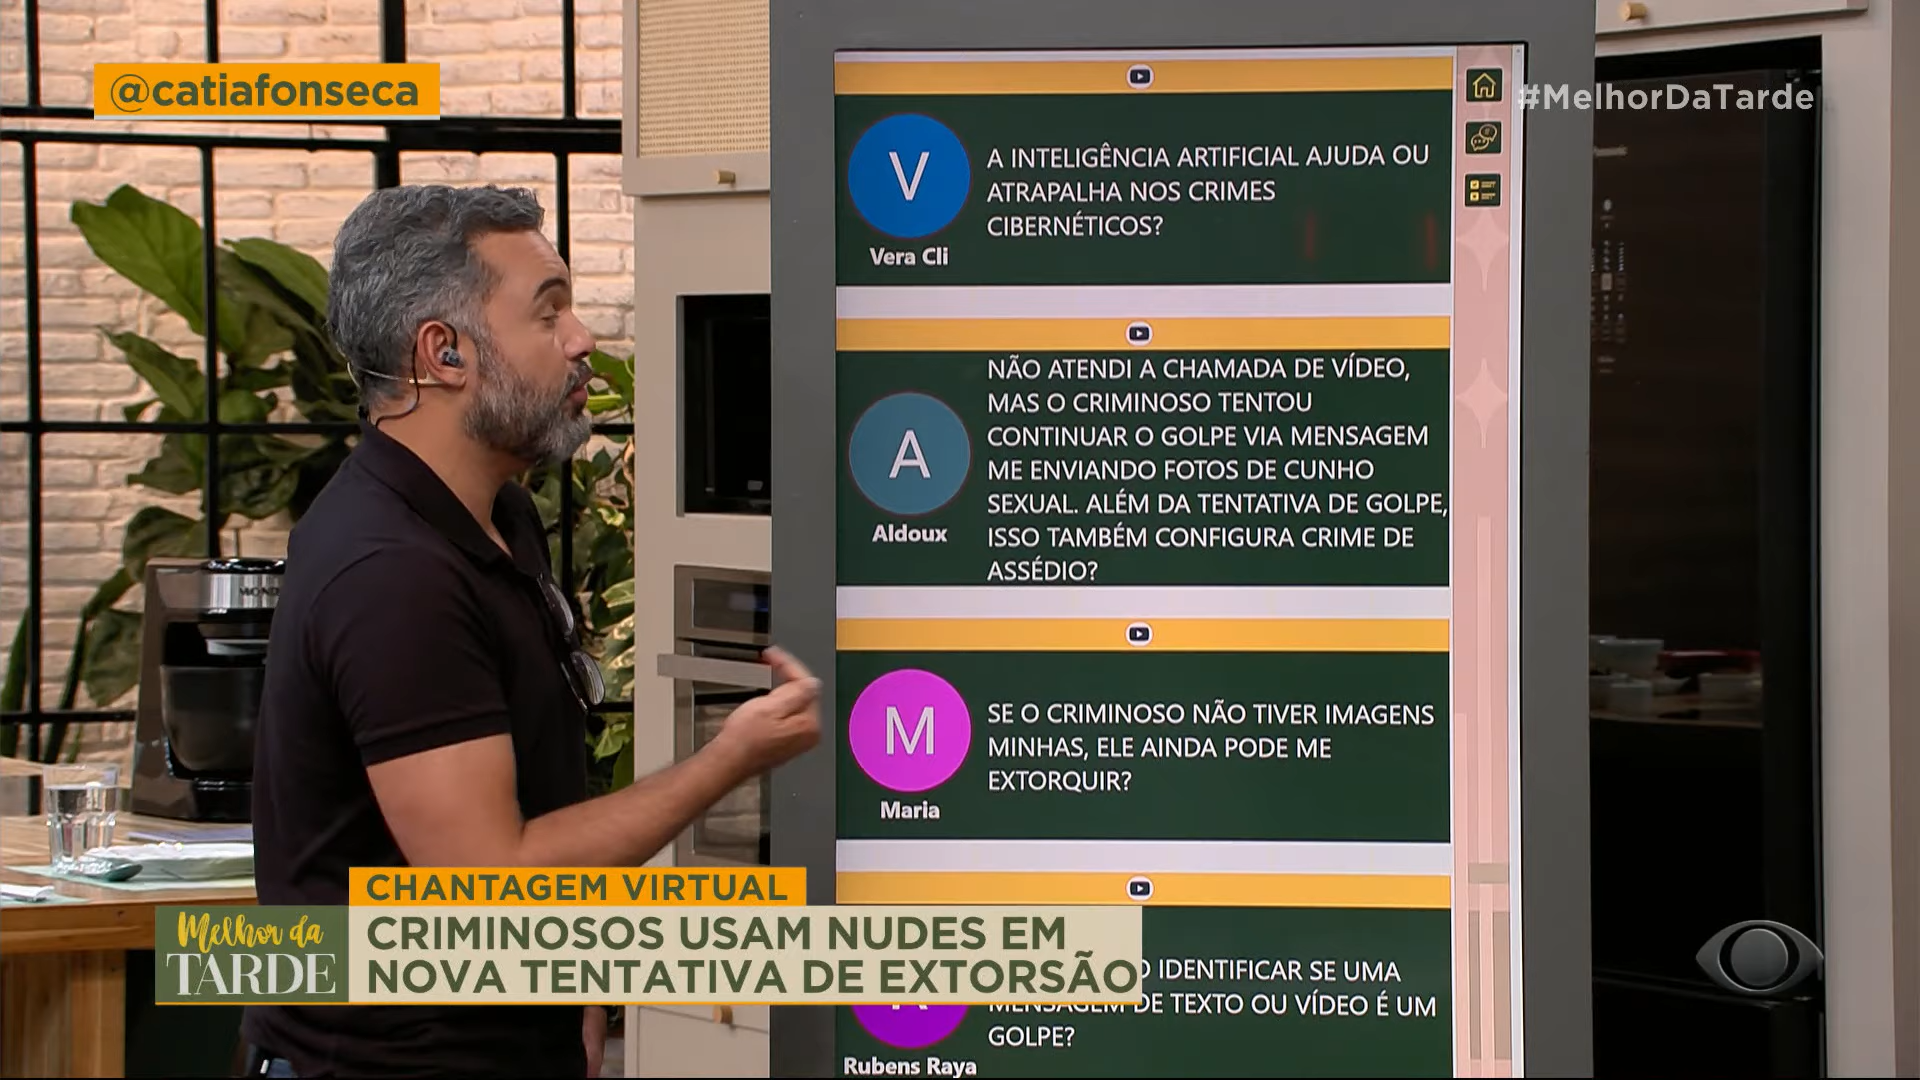 @catiafonseca
#MelhorDaTarde
V
Vera Cli
A INTELIGÊNCIA ARTIFICIAL AJUDA OU
ATRAPALHA NOS CRIMES
CIBERNÉTICOS?
A
Aldoux
NÃO ATENDI A CHAMADA DE VÍDEO,
MAS O CRIMINOSO TENTOU
CONTINUAR O GOLPE VIA MENSAGEM
ME ENVIANDO FOTOS DE CUNHO
SEXUAL. ALÉM DA TENTATIVA DE GOLPE,
ISSO TAMBÉM CONFIGURA CRIME DE
ASSÉDIO?
M
Maria
SE O CRIMINOSO NÃO TIVER IMAGENS
MINHAS, ELE AINDA PODE ME
EXTORQUIR?
Rubens Raya
IDENTIFICAR SE UMA
MENSAGEM DE TEXTO OU VÍDEO É UM
GOLPE?
CHANTAGEM VIRTUAL
Melhor da
TARDE
CRIMINOSOS USAM NUDES EM
NOVA TENTATIVA DE EXTORSÃO